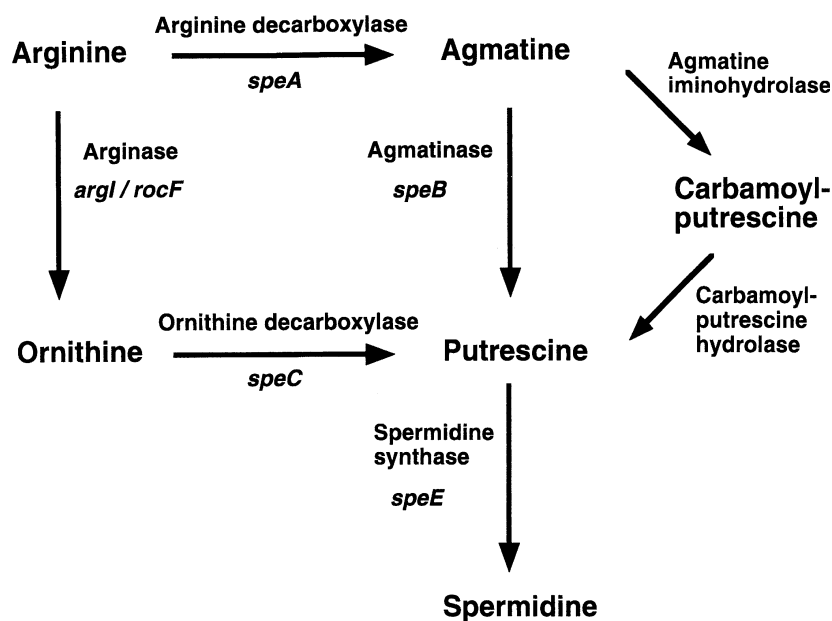 Arginine decarboxylase
Arginine
speA
Agmatine
Agmatine
iminohydrolase
Arginase
argI / rocF
Agmatinase
speB
Carbamoyl-
putrescine
Carbamoyl-
putrescine
hydrolase
Ornithine decarboxylase
Ornithine
speC
Putrescine
Spermidine
synthase
speE
Spermidine